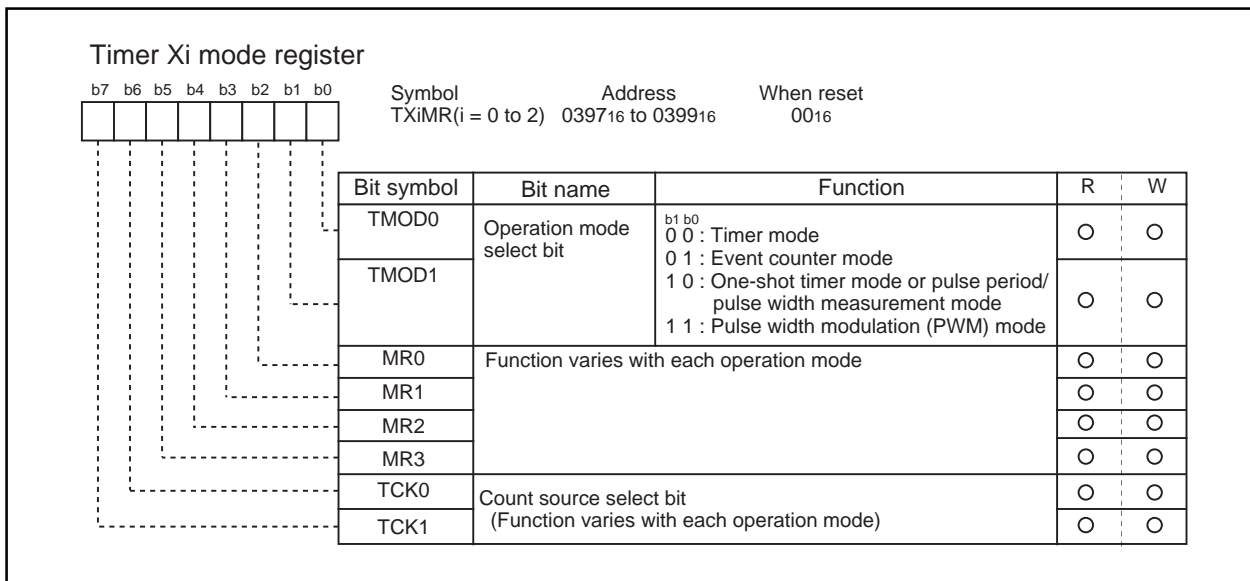 Timer Xi mode register
b7 b6 b5 b4 b3 b2 b1 b0
Symbol Address When reset
TXiMR(i = 0 to 2) 039716 to 039916 0016
Bit symbol Bit name Function R W
TMOD0 Operation mode select bit
b1 b0
0 0 : Timer mode
0 1 : Event counter mode
TMOD1
1 0 : One-shot timer mode or pulse period/
pulse width measurement mode
1 1 : Pulse width modulation (PWM) mode
MR0 Function varies with each operation mode
MR1
MR2
MR3
TCK0 Count source select bit
(Function varies with each operation mode)
TCK1